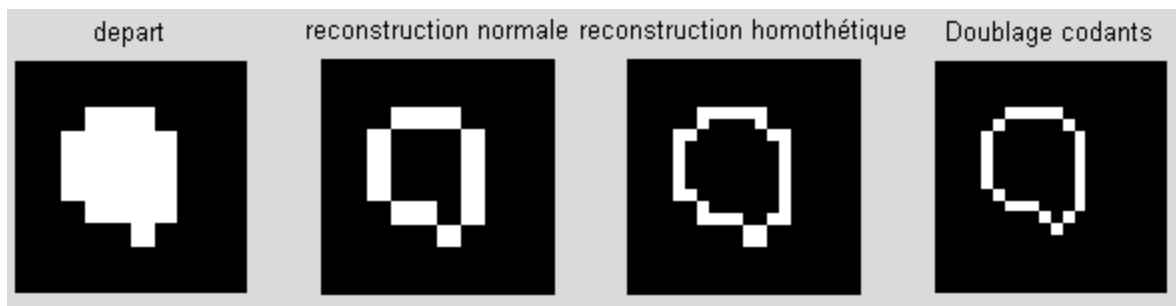 depart
reconstruction normale
reconstruction homothétique
Doublage codants